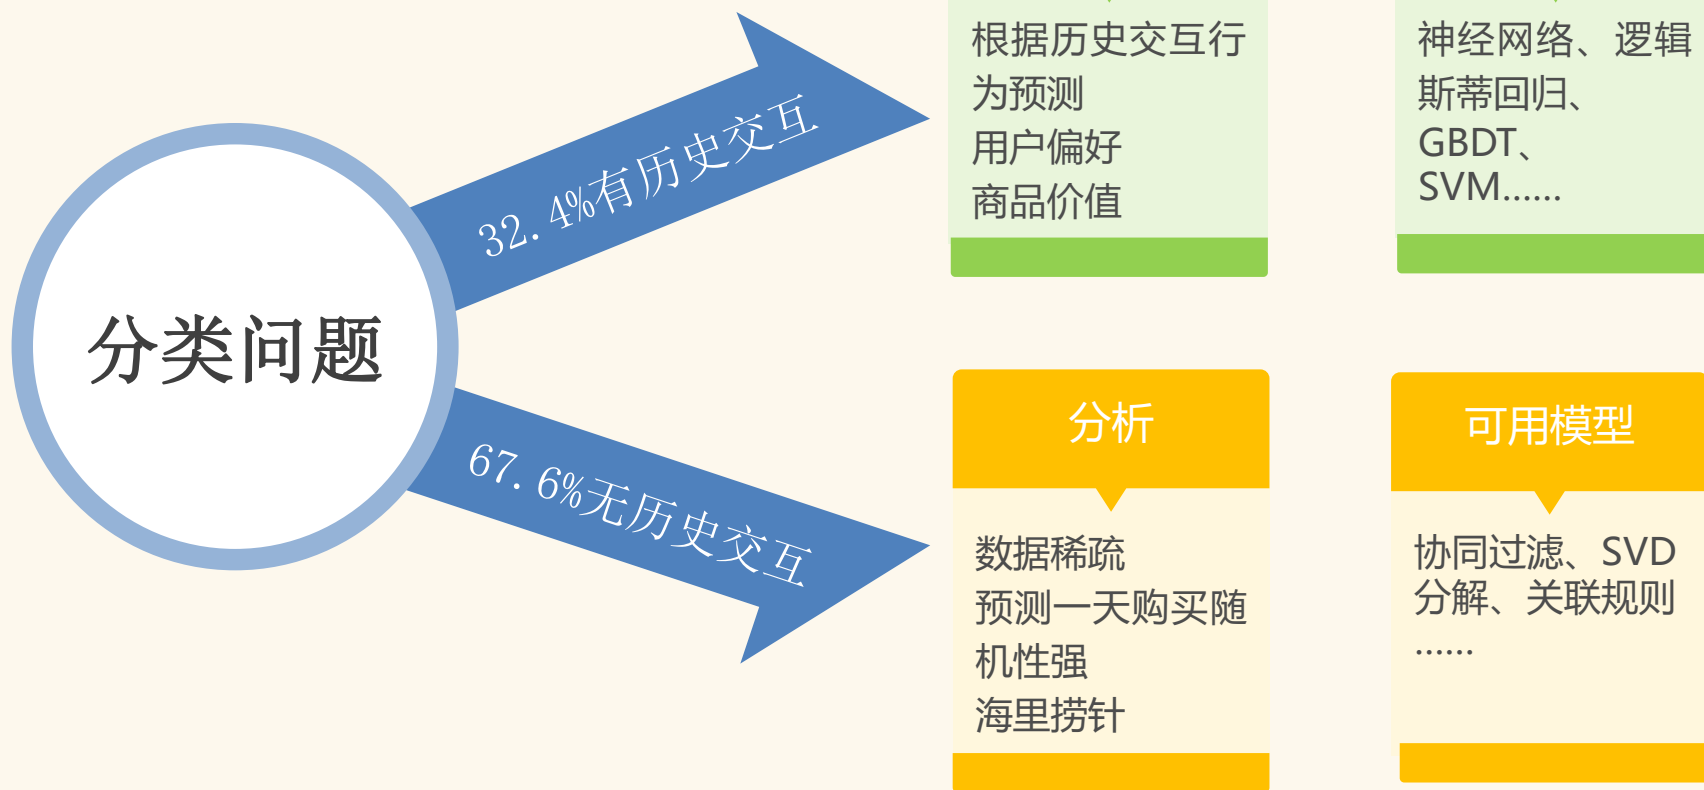 分类问题
32.4%有历史交互
根据历史交互行
为预测
用户偏好
商品价值
神经网络、逻辑
斯蒂回归、
GBDT、
SVM......
67.6%无历史交互
分析
数据稀疏
预测一天购买随
机性强
海里捞针
可用模型
协同过滤、SVD
分解、关联规则
......